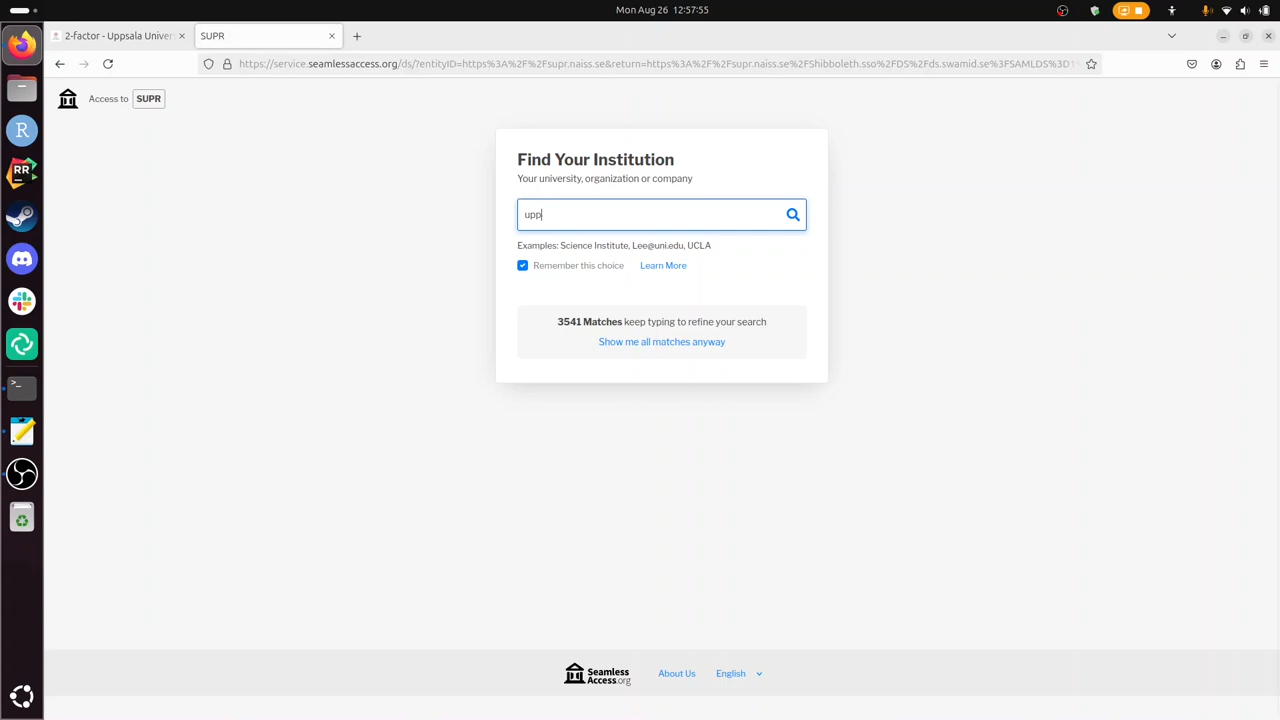 Mon Aug 26 12:57:55
2-factor - Uppsala Univer
SUPR
https://service.seamlessaccess.org/ds/?entityID=https%3A%2F%2Fsupr.naiss.se&return=https%3A%2F%2Fsupr.naiss.se%2FShibboleth.sso%2FDS%2Fds.swamid.se%3FSAMLDS%3D1
Access to SUPR
Find Your Institution
Your university, organization or company
upp
Examples: Science Institute, Lee@uni.edu, UCLA
Remember this choice Learn More
3541 Matches keep typing to refine your search
Show me all matches anyway
R
RR
Seamless
Access.org
About Us
English